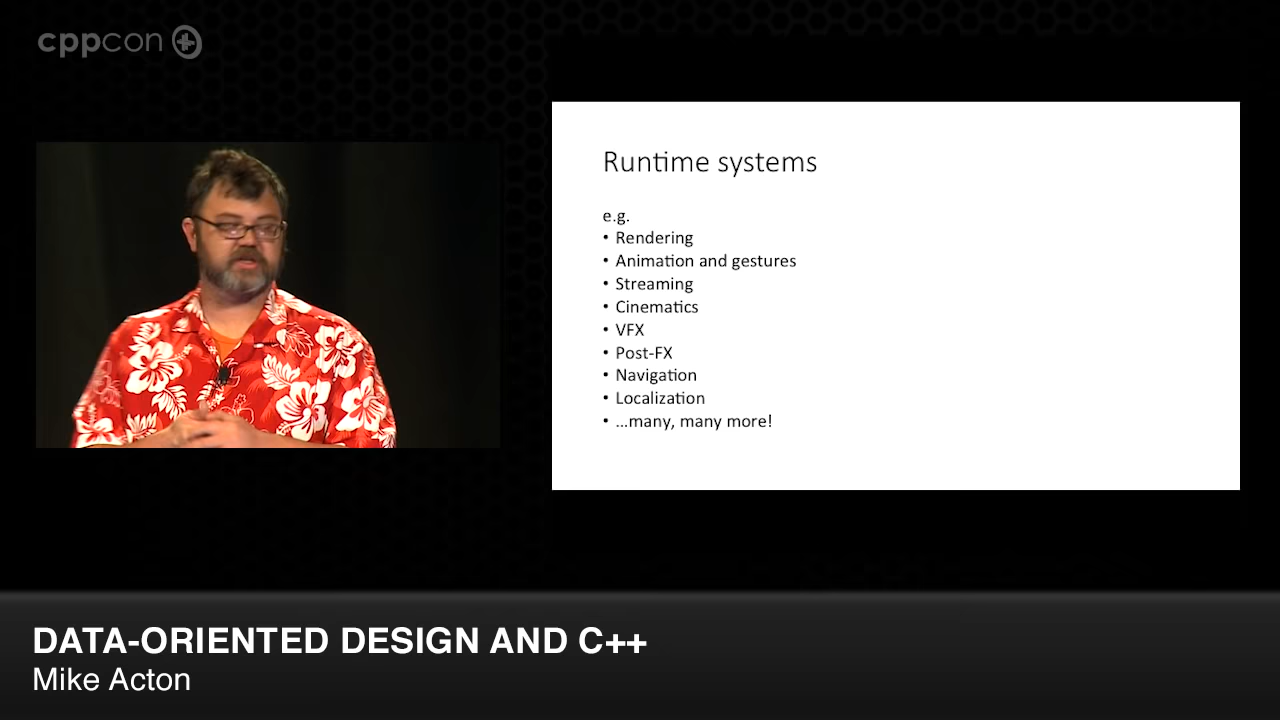 cppcon
Runtime systems
e.g.
• Rendering
• Animation and gestures
• Streaming
• Cinematics
• VFX
• Post-FX
• Navigation
• Localization
• ...many, many more!
DATA-ORIENTED DESIGN AND C++
Mike Acton